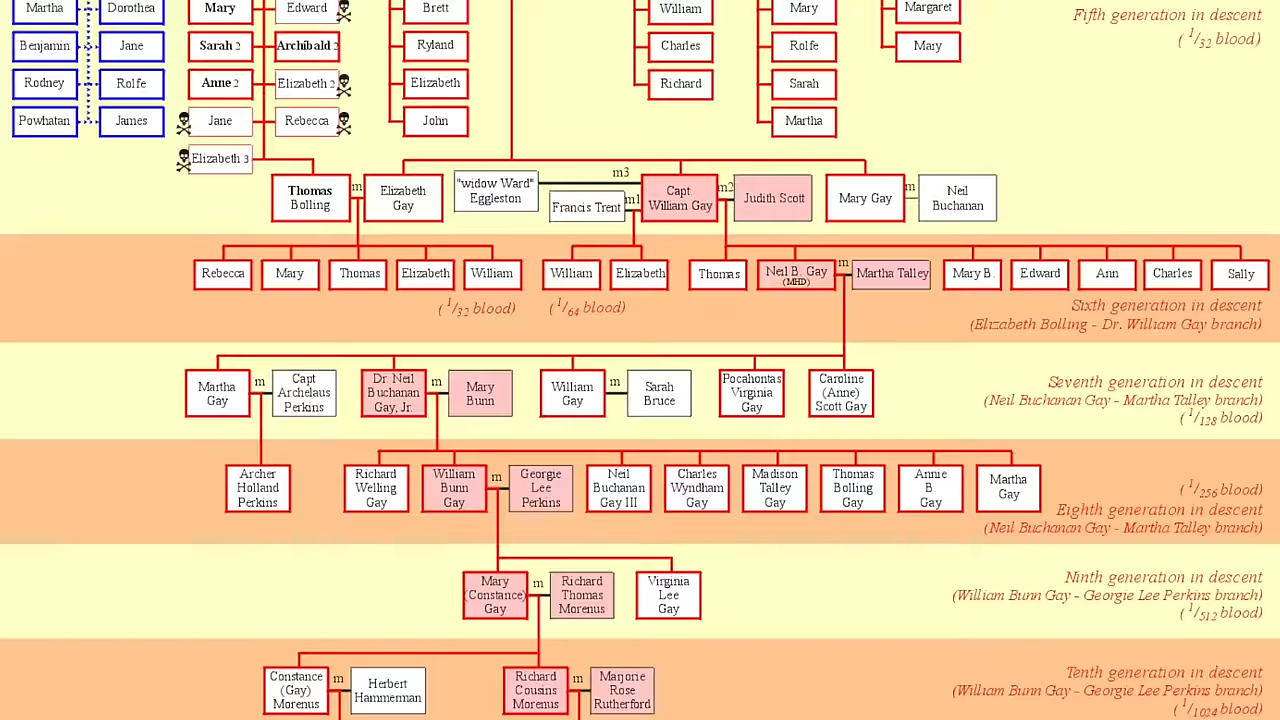 Martha
Dorothea
Mary
Edward
Brett
William
Mary
Margaret
Fifth generation in descent
( 1/32 blood)
Benjamin
Jane
Sarah 2
Archibald 2
Ryland
Charles
Rolfe
Mary
Rodney
Rolfe
Anne 2
Elizabeth 2
Elizabeth
Richard
Sarah
Powhatan
James
Jane
Rebecca
John
Martha
Elizabeth 3
Thomas
Bolling
m
Elizabeth
Gay
"widow Ward"
Eggleston
m3
Francis Trent
m1
Capt.
William Gay
m2
Judith Scott
Mary Gay
m
Neil
Buchanan
Rebecca
Mary
Thomas
Elizabeth
William
William
Elizabeth
Thomas
Neil B. Gay
(MHD)
m
Martha Talley
Mary B.
Edward
Ann
Charles
Sally
( 1/32 blood)
( 1/64 blood)
Sixth generation in descent
(Elizabeth Bolling - Dr. William Gay branch)
Martha
Gay
m
Capt
Archelaus
Perkins
Dr. Neil
Buchanan
Gay, Jr.
m
Mary
Bunn
William
Gay
m
Sarah
Bruce
Pocahontas
Virginia
Gay
Caroline
(Anne)
Scott Gay
Seventh generation in descent
(Neil Buchanan Gay - Martha Talley branch)
( 1/128 blood)
Archer
Holland
Perkins
Richard
Welling
Gay
William
Bunn
Gay
m
Georgie
Lee
Perkins
Neil
Buchanan
Gay III
Charles
Wyndham
Gay
Madison
Talley
Gay
Thomas
Bolling
Gay
Annie
B.
Gay
Martha
Gay
( 1/256 blood)
Eighth generation in descent
(Neil Buchanan Gay - Martha Talley branch)
Mary
(Constance)
Gay
m
Richard
Thomas
Morenus
Virginia
Lee
Gay
Ninth generation in descent
(William Bunn Gay - Georgie Lee Perkins branch)
( 1/512 blood)
Constance
(Gay)
Morenus
m
Herbert
Hammerman
Richard
Cousins
Morenus
m
Marjorie
Rose
Rutherford
Tenth generation in descent
(William Bunn Gay - Georgie Lee Perkins branch)
( 1/1024 blood)